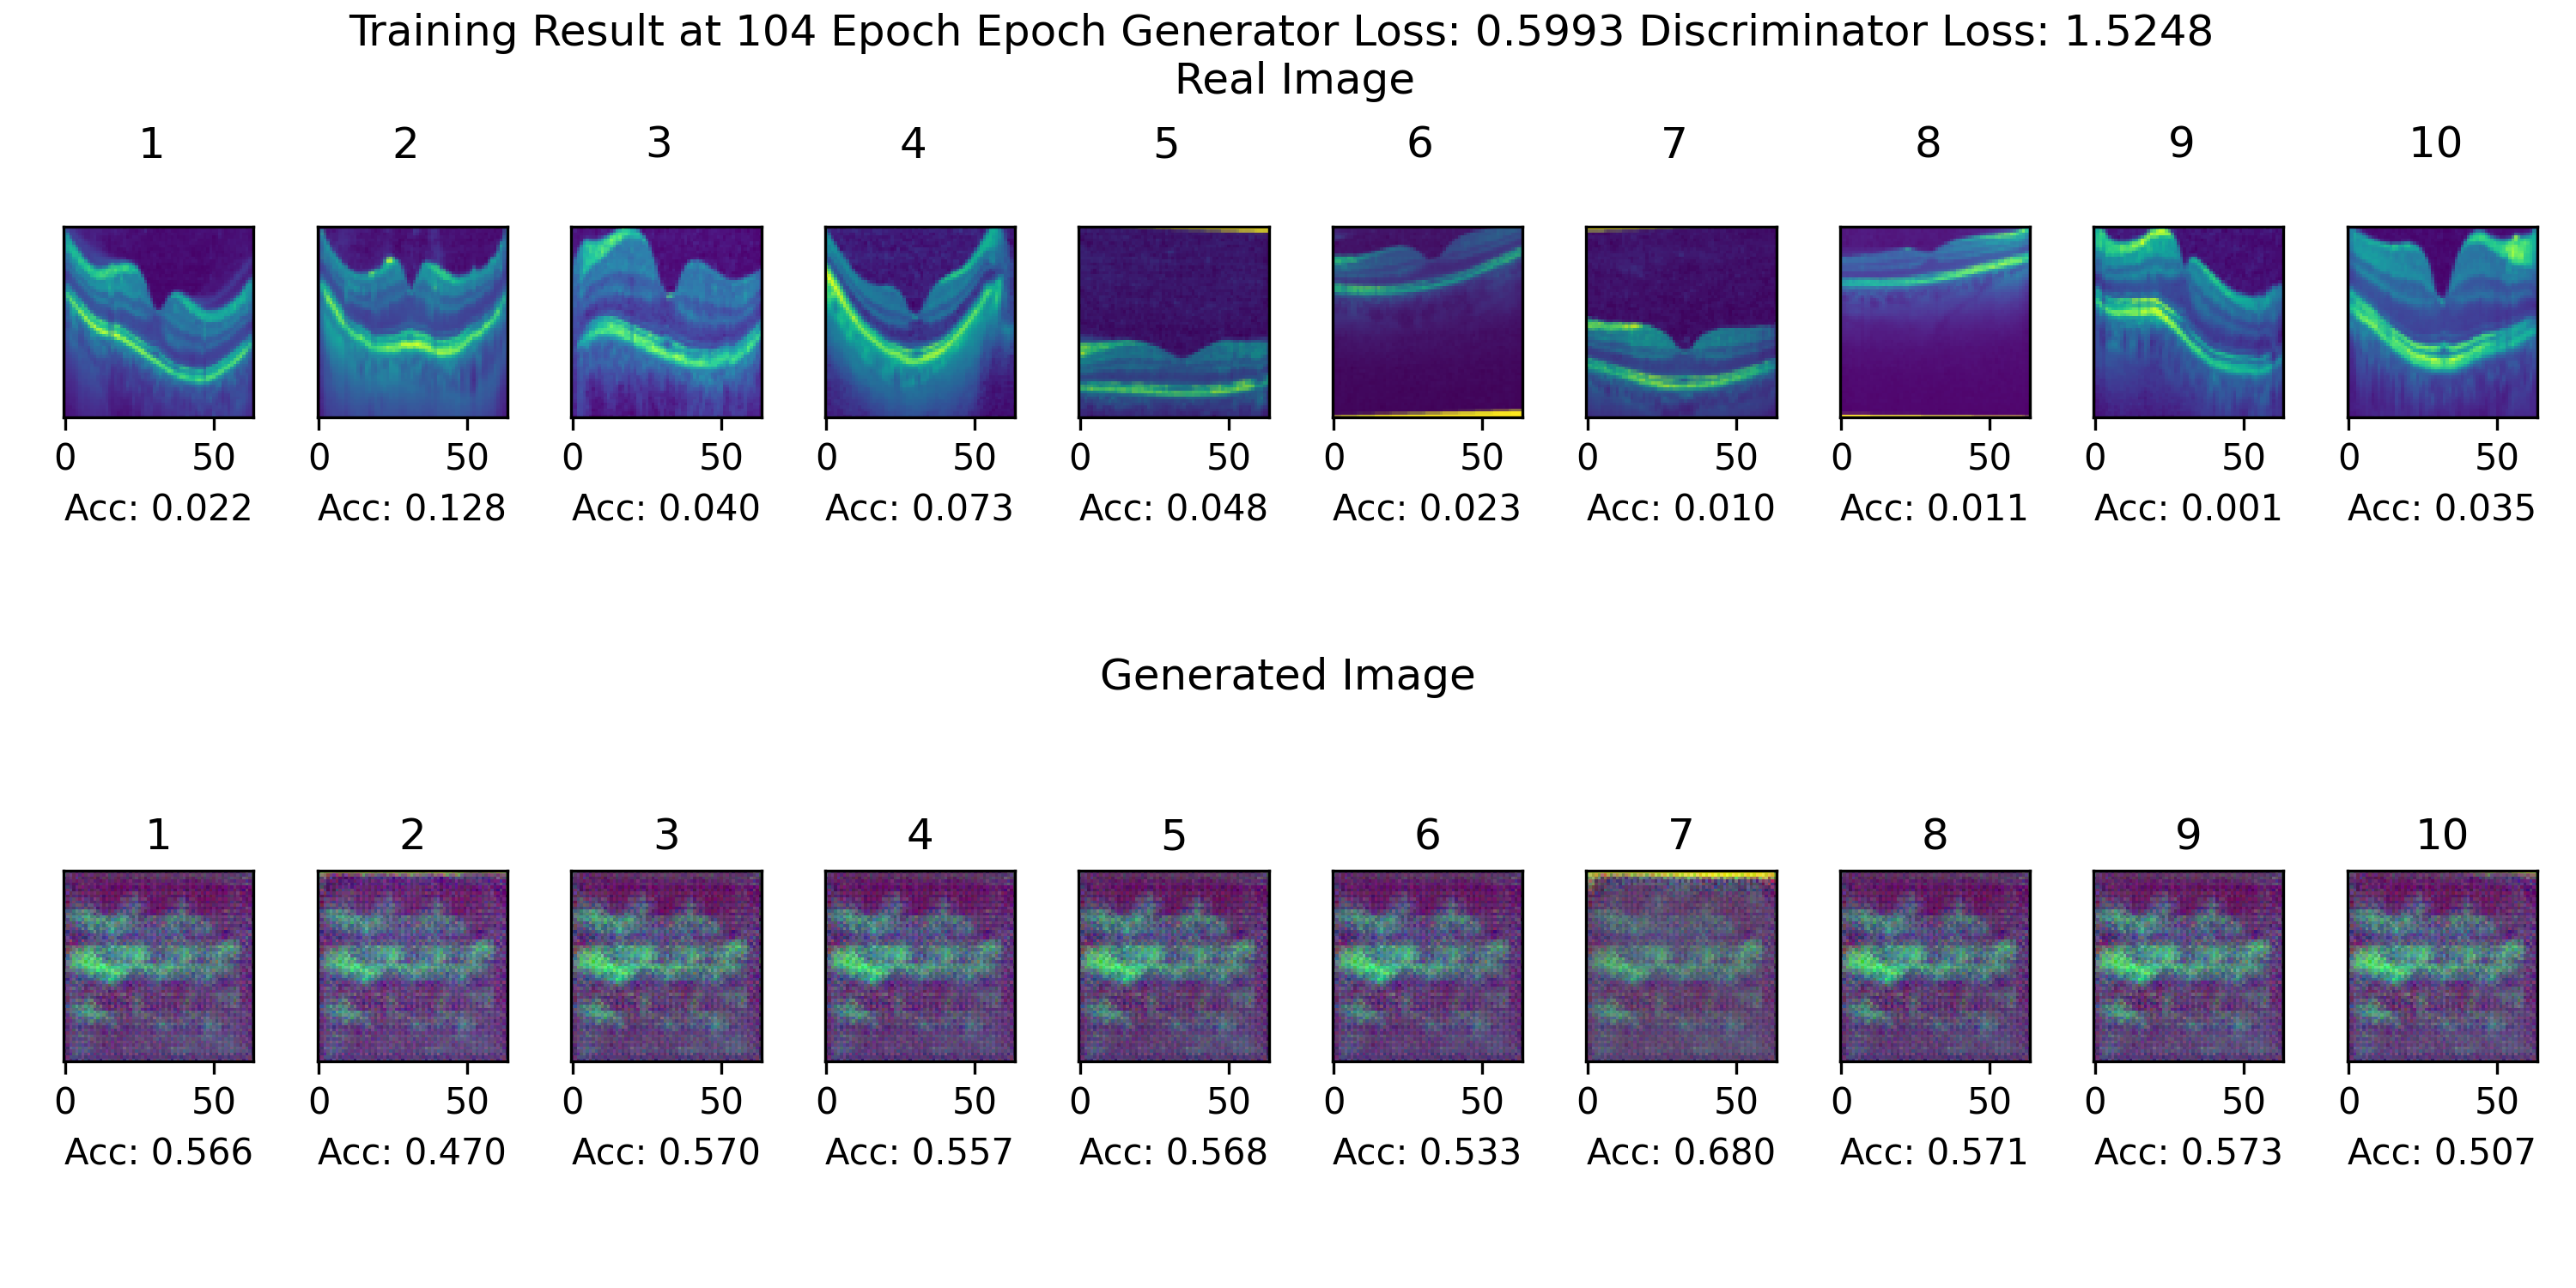 Training Result at 104 Epoch Epoch Generator Loss: 0.5993 Discriminator Loss: 1.5248
Real Image
1 2 3 4 5 6 7 8 9 10
0 50 0 50 0 50 0 50 0 50 0 50 0 50 0 50 0 50 0 50
Acc: 0.022 Acc: 0.128 Acc: 0.040 Acc: 0.073 Acc: 0.048 Acc: 0.023 Acc: 0.010 Acc: 0.011 Acc: 0.001 Acc: 0.035
Generated Image
1 2 3 4 5 6 7 8 9 10
0 50 0 50 0 50 0 50 0 50 0 50 0 50 0 50 0 50 0 50
Acc: 0.566 Acc: 0.470 Acc: 0.570 Acc: 0.557 Acc: 0.568 Acc: 0.533 Acc: 0.680 Acc: 0.571 Acc: 0.573 Acc: 0.507